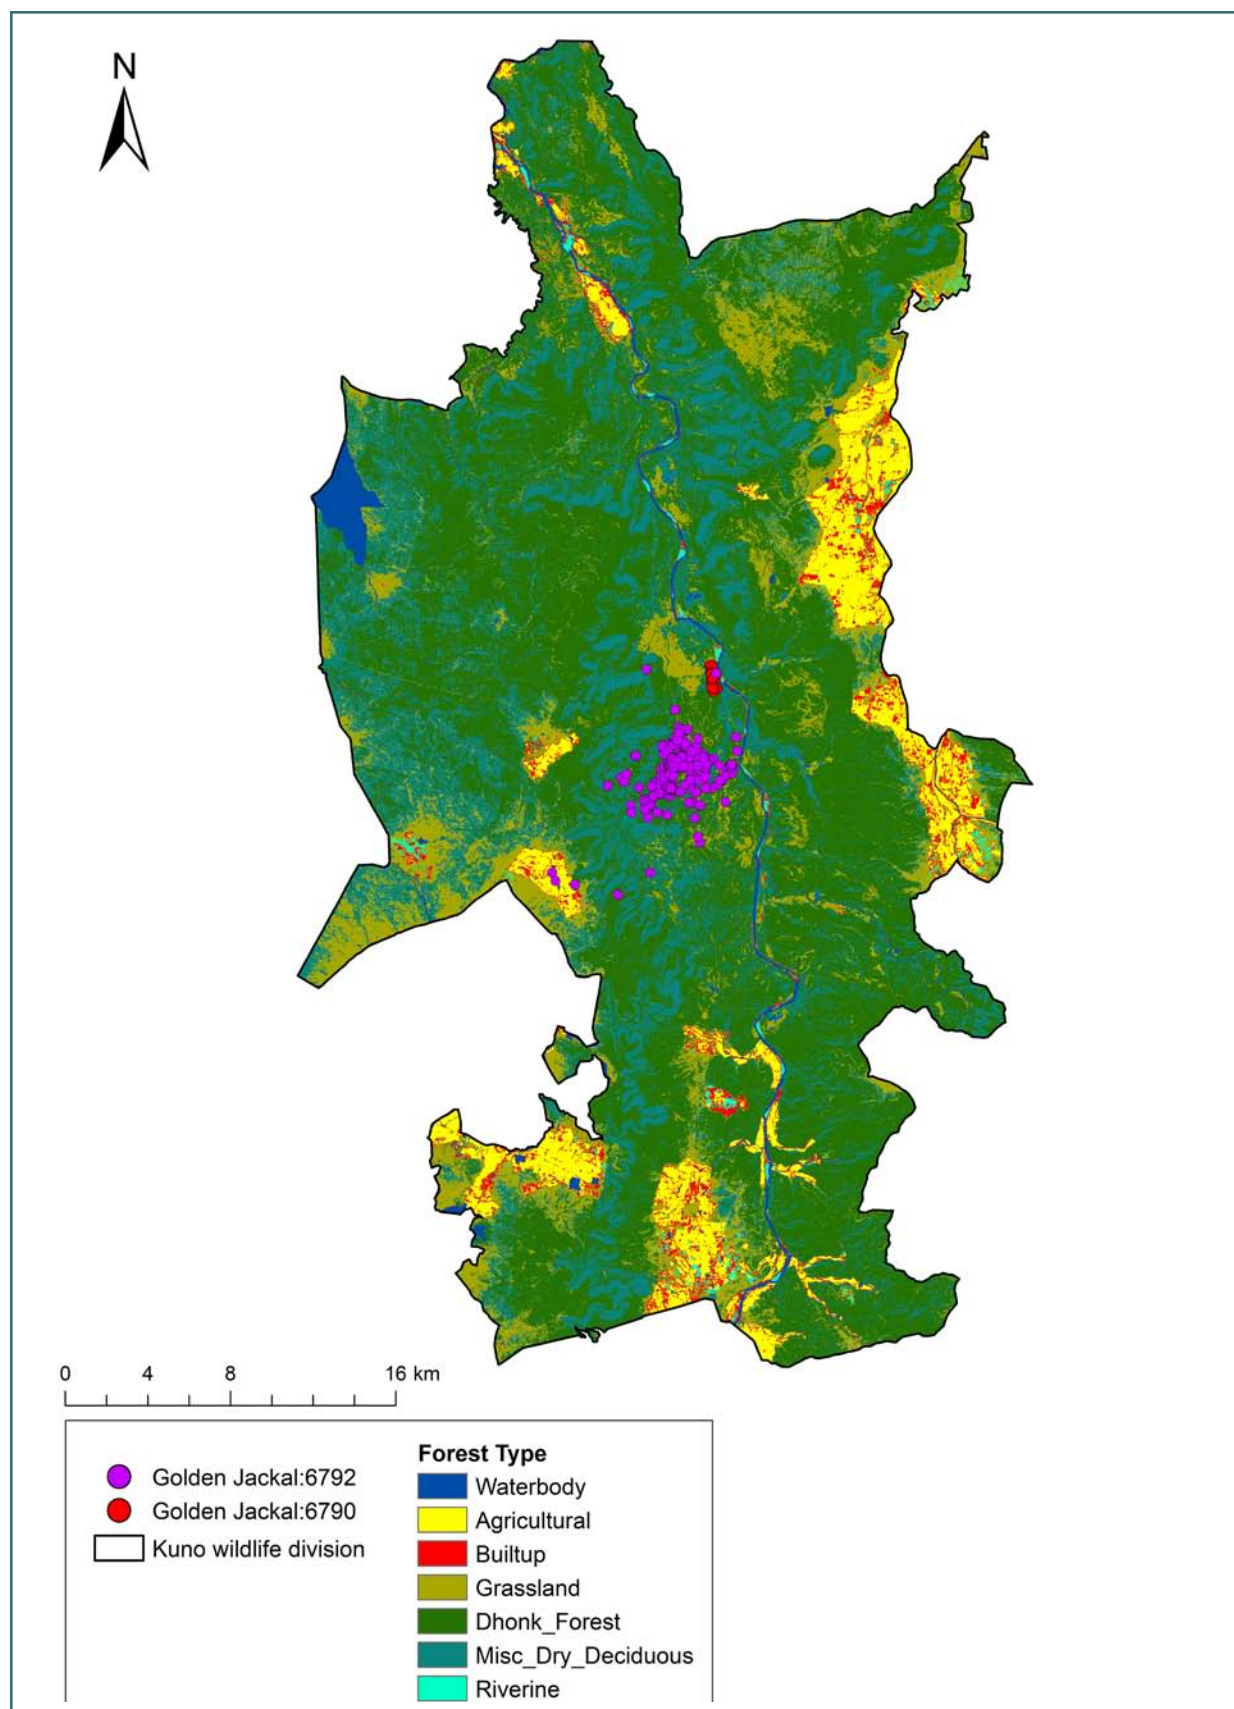 N
0 4 8 16 km
Golden Jackal:6792
Golden Jackal:6790
Kuno wildlife division
Forest Type
Waterbody
Agricultural
Builtup
Grassland
Dhonk_Forest
Misc_Dry_Deciduous
Riverine